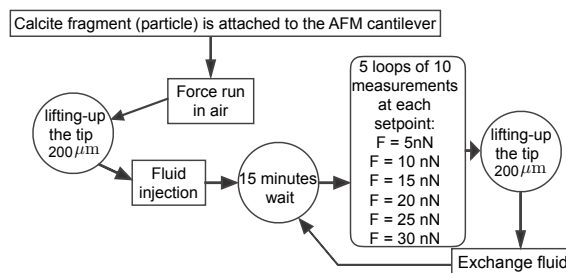 Calcite fragment (particle) is attached to the AFM cantilever
Force run
in air
lifting-up
the tip
200 μm
Fluid
injection
15 minutes
wait
5 loops of 10
measurements
at each
setpoint:
F = 5nN
F = 10 nN
F = 15 nN
F = 20 nN
F = 25 nN
F = 30 nN
lifting-up
the tip
200 μm
Exchange fluid